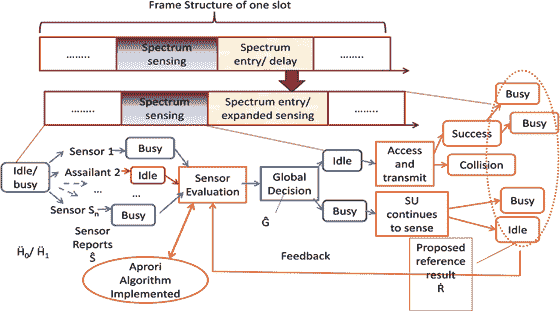 Frame Structure of one slot
........
Spectrum sensing
Spectrum entry/ delay
........
........
Spectrum sensing
Spectrum entry/ expanded sensing
........
Busy
Busy
Success
Collision
Idle/ busy
Sensor 1
Busy
Assailant 2
Idle
...
...
Sensor Sn
Busy
Sensor Evaluation
Global Decision
Idle
Access and transmit
Busy
SU continues to sense
Busy
Idle
Ĝ
Ḧ0/ Ḧ1
Sensor Reports
Ŝ
Feedback
Aprori Algorithm Implemented
Proposed reference result
Ṙ